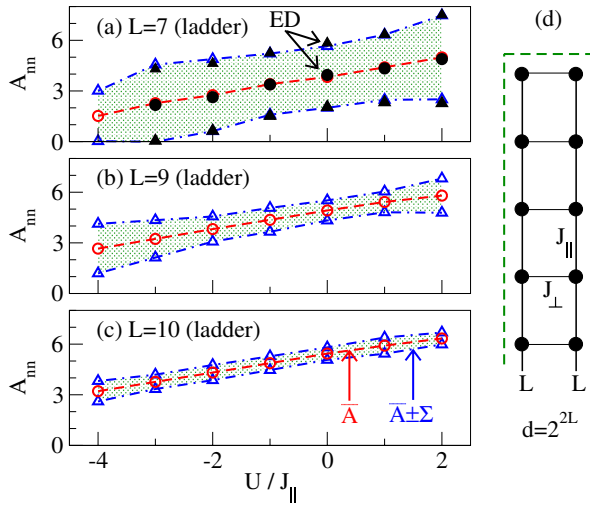 (a) L=7 (ladder)
ED
6
3
0
A_nn
(b) L=9 (ladder)
6
3
0
A_nn
(c) L=10 (ladder)
6
3
0
A_nn
A̅
A̅±Σ
-4 -2 0 2
U / J_||
(d)
J_||
J_⊥
L L
d=2^{2L}